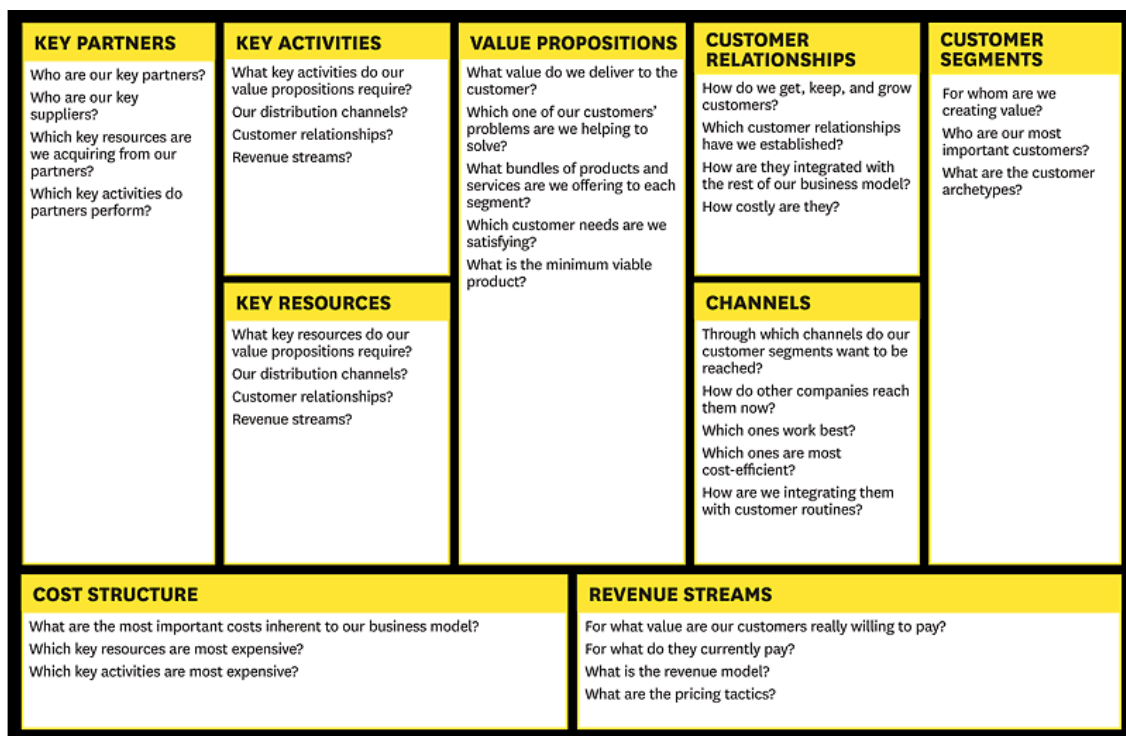 KEY PARTNERS
Who are our key partners?
Who are our key
suppliers?
Which key resources are
we acquiring from our
partners?
Which key activities do
partners perform?
KEY ACTIVITIES
What key activities do our
value propositions require?
Our distribution channels?
Customer relationships?
Revenue streams?
KEY RESOURCES
What key resources do our
value propositions require?
Our distribution channels?
Customer relationships?
Revenue streams?
VALUE PROPOSITIONS
What value do we deliver to the
customer?
Which one of our customers’
problems are we helping to
solve?
What bundles of products and
services are we offering to each
segment?
Which customer needs are we
satisfying?
What is the minimum viable
product?
CUSTOMER
RELATIONSHIPS
How do we get, keep, and grow
customers?
Which customer relationships
have we established?
How are they integrated with
the rest of our business model?
How costly are they?
CHANNELS
Through which channels do our
customer segments want to be
reached?
How do other companies reach
them now?
Which ones work best?
Which ones are most
cost-efficient?
How are we integrating them
with customer routines?
CUSTOMER
SEGMENTS
For whom are we
creating value?
Who are our most
important customers?
What are the customer
archetypes?
COST STRUCTURE
What are the most important costs inherent to our business model?
Which key resources are most expensive?
Which key activities are most expensive?
REVENUE STREAMS
For what value are our customers really willing to pay?
For what do they currently pay?
What is the revenue model?
What are the pricing tactics?